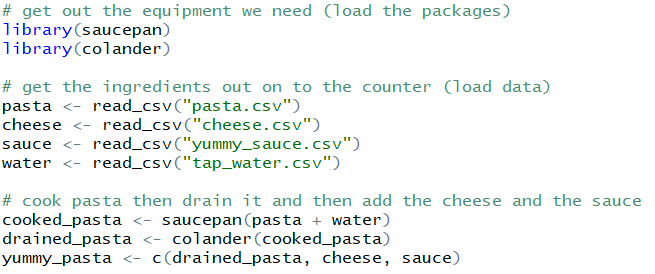 # get out the equipment we need (load the packages)
library(saucepan)
library(colander)
# get the ingredients out on to the counter (load data)
pasta <- read_csv("pasta.csv")
cheese <- read_csv("cheese.csv")
sauce <- read_csv("yummy_sauce.csv")
water <- read_csv("tap_water.csv")
# cook pasta then drain it and then add the cheese and the sauce
cooked_pasta <- saucepan(pasta + water)
drained_pasta <- colander(cooked_pasta)
yummy_pasta <- c(drained_pasta, cheese, sauce)